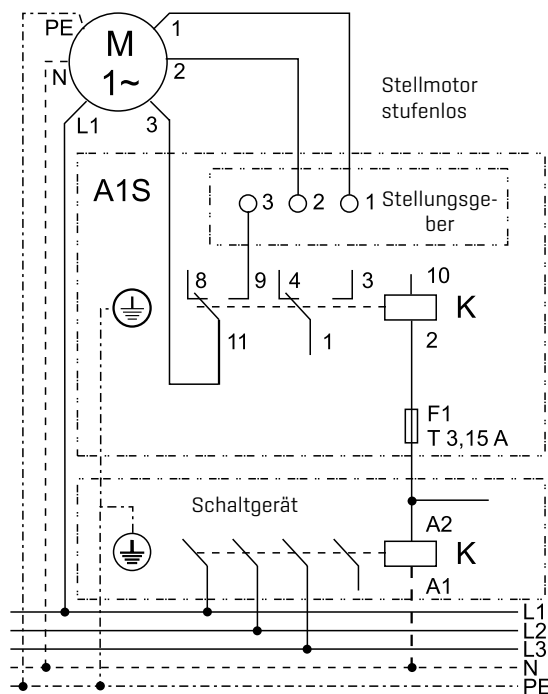 PE
M
1~
1
N
2
L1
3
Stellmotor
stufenlos
A1S
3
2
1
Stellungsge-
ber
8
9
4
3
10
K
11
1
2
F1
T 3,15 A
Schaltgerät
A2
K
A1
L1
L2
L3
N
PE